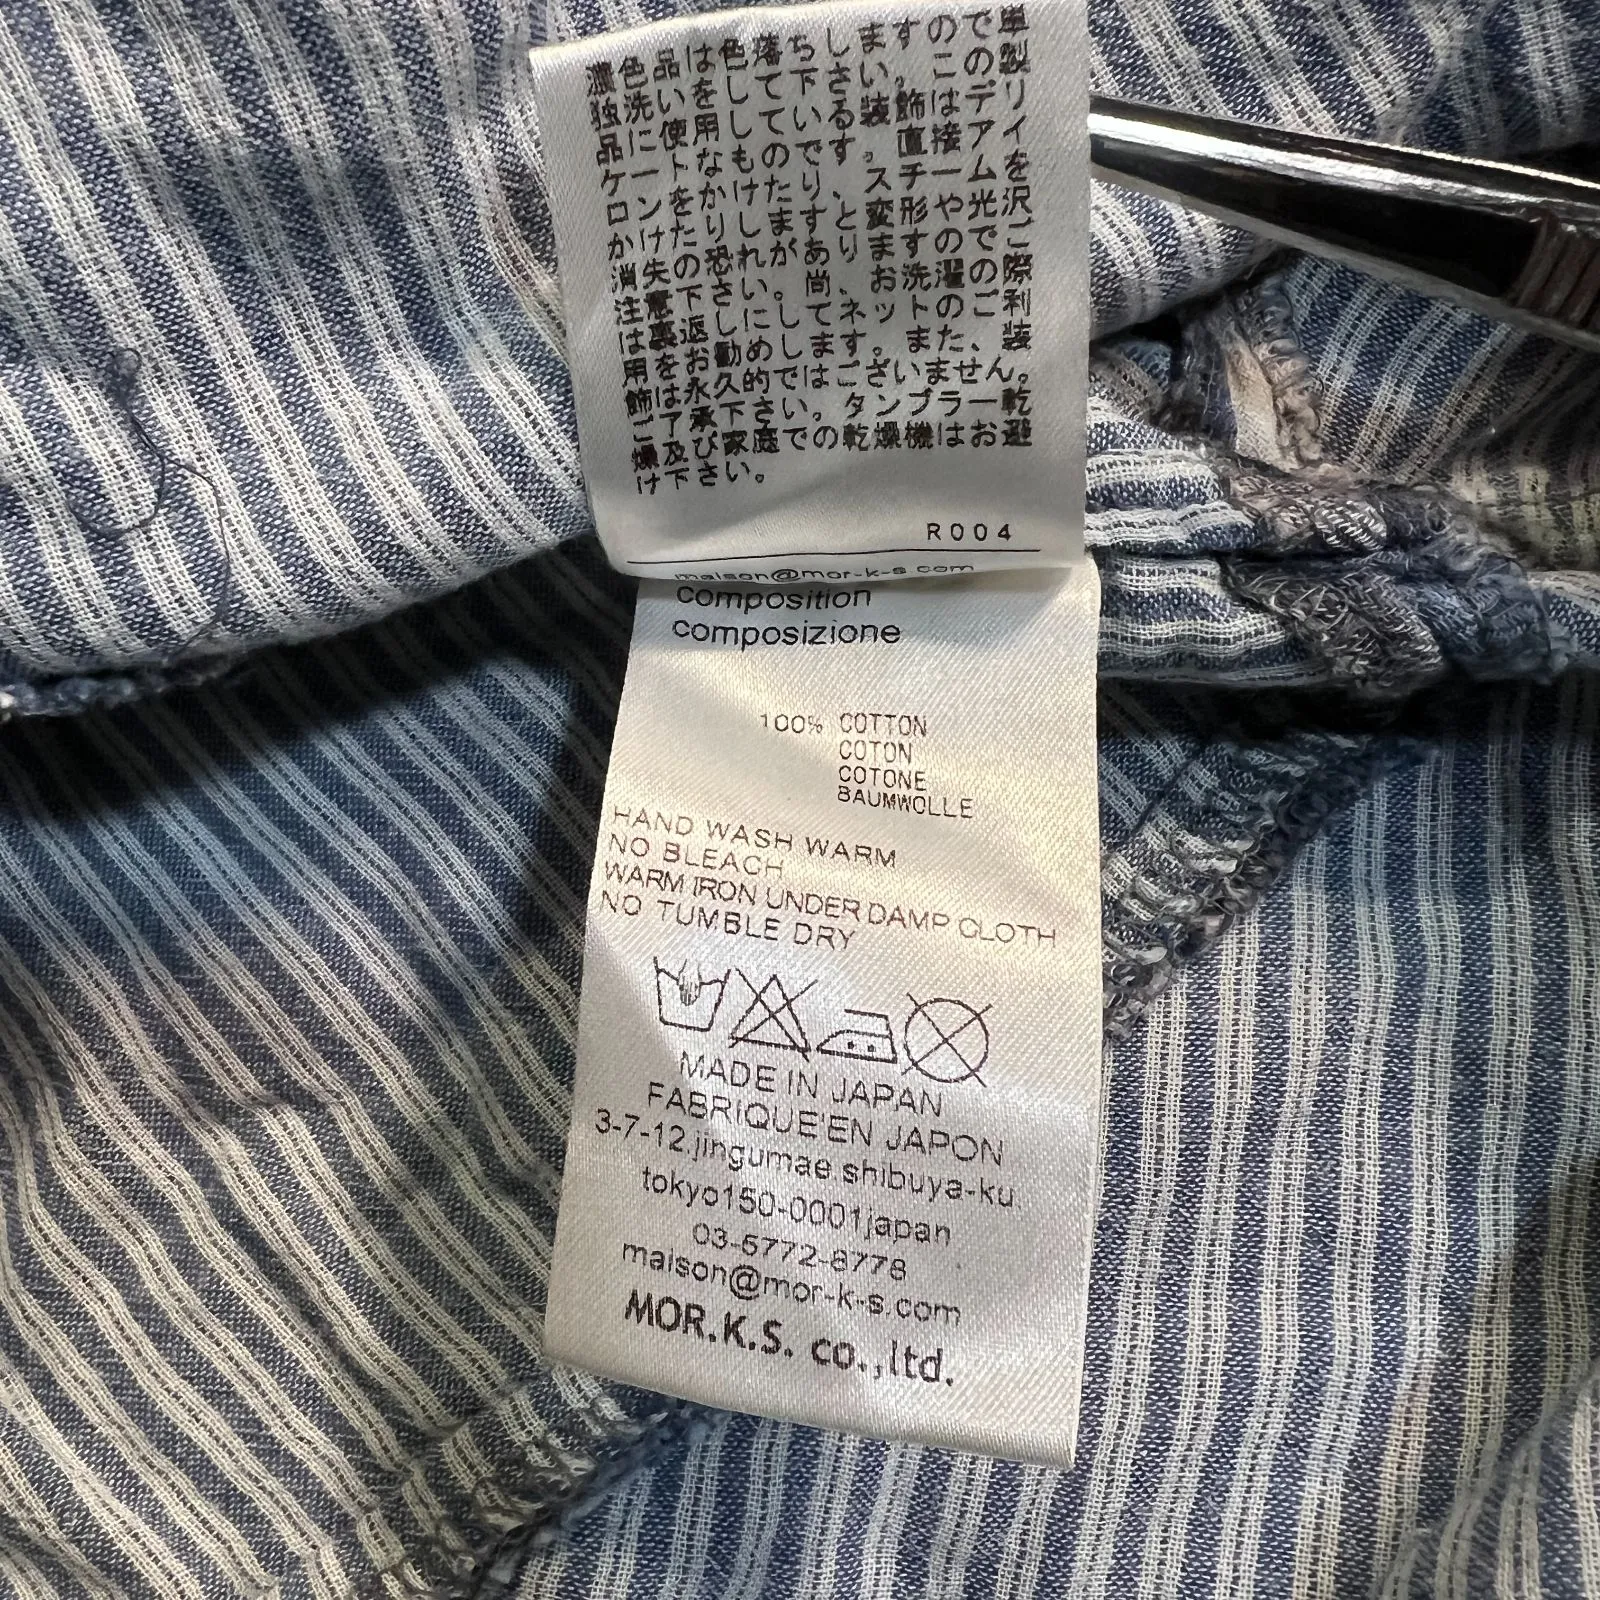 濃色品は色落ちしますので単
独洗いをして下さい。この製
品に使用している装飾はデリ
ケートなものです。直接アイ
ロンをかけたり、スチームを
かけたりしますと変形や光沢
消失の恐れがありますのでご
注意下さい。尚、お洗濯の際
は裏返しにしてネットのご利
用をお勧めします。また、装
飾は永久的ではございません。
ご了承下さい。タンブラー乾
燥及び家庭での乾燥機はお避
け下さい。
R004
maison@mor-k-s.com
composition
composizione
100% COTTON
COTON
COTONE
BAUMWOLLE
HAND WASH WARM
NO BLEACH
WARM IRON UNDER DAMP CLOTH
NO TUMBLE DRY
MADE IN JAPAN
FABRIQUE'EN JAPON
3-7-12.jingumae.shibuya-ku.
tokyo150-0001japan
03-5772-8778
maison@mor-k-s.com
MOR.K.S. co.,ltd.